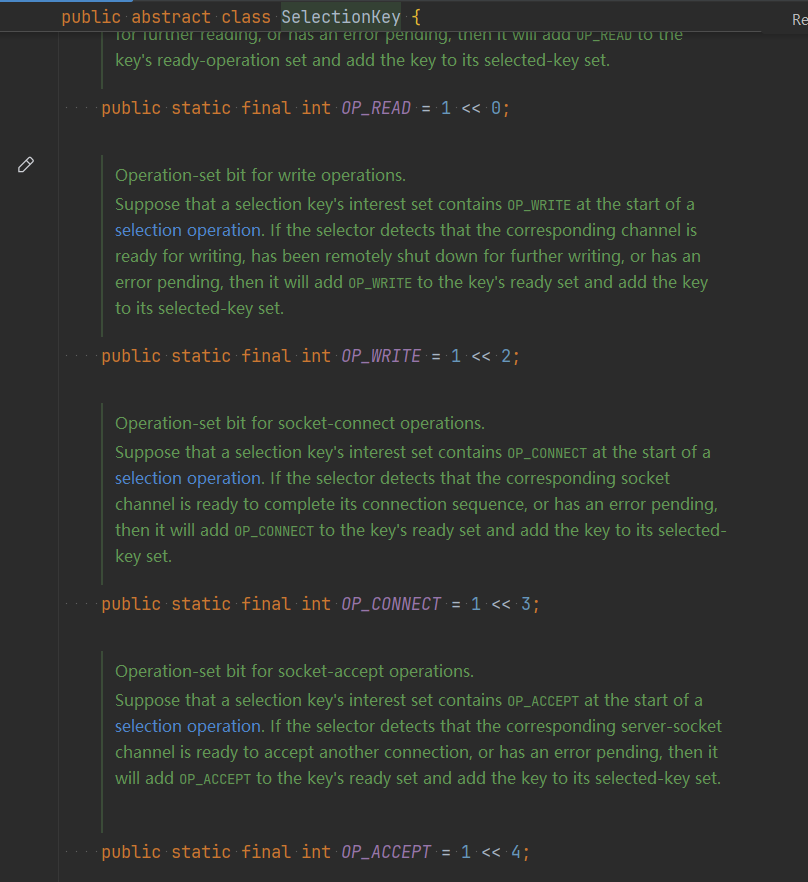 public abstract class SelectionKey {
Re
for further reading, or has an error pending, then it will add OP_READ to the
key's ready-operation set and add the key to its selected-key set.
public static final int OP_READ = 1 << 0;
Operation-set bit for write operations.
Suppose that a selection key's interest set contains OP_WRITE at the start of a
selection operation. If the selector detects that the corresponding channel is
ready for writing, has been remotely shut down for further writing, or has an
error pending, then it will add OP_WRITE to the key's ready set and add the key
to its selected-key set.
public static final int OP_WRITE = 1 << 2;
Operation-set bit for socket-connect operations.
Suppose that a selection key's interest set contains OP_CONNECT at the start of a
selection operation. If the selector detects that the corresponding socket
channel is ready to complete its connection sequence, or has an error pending,
then it will add OP_CONNECT to the key's ready set and add the key to its selected-
key set.
public static final int OP_CONNECT = 1 << 3;
Operation-set bit for socket-accept operations.
Suppose that a selection key's interest set contains OP_ACCEPT at the start of a
selection operation. If the selector detects that the corresponding server-socket
channel is ready to accept another connection, or has an error pending, then it
will add OP_ACCEPT to the key's ready set and add the key to its selected-key set.
public static final int OP_ACCEPT = 1 << 4;